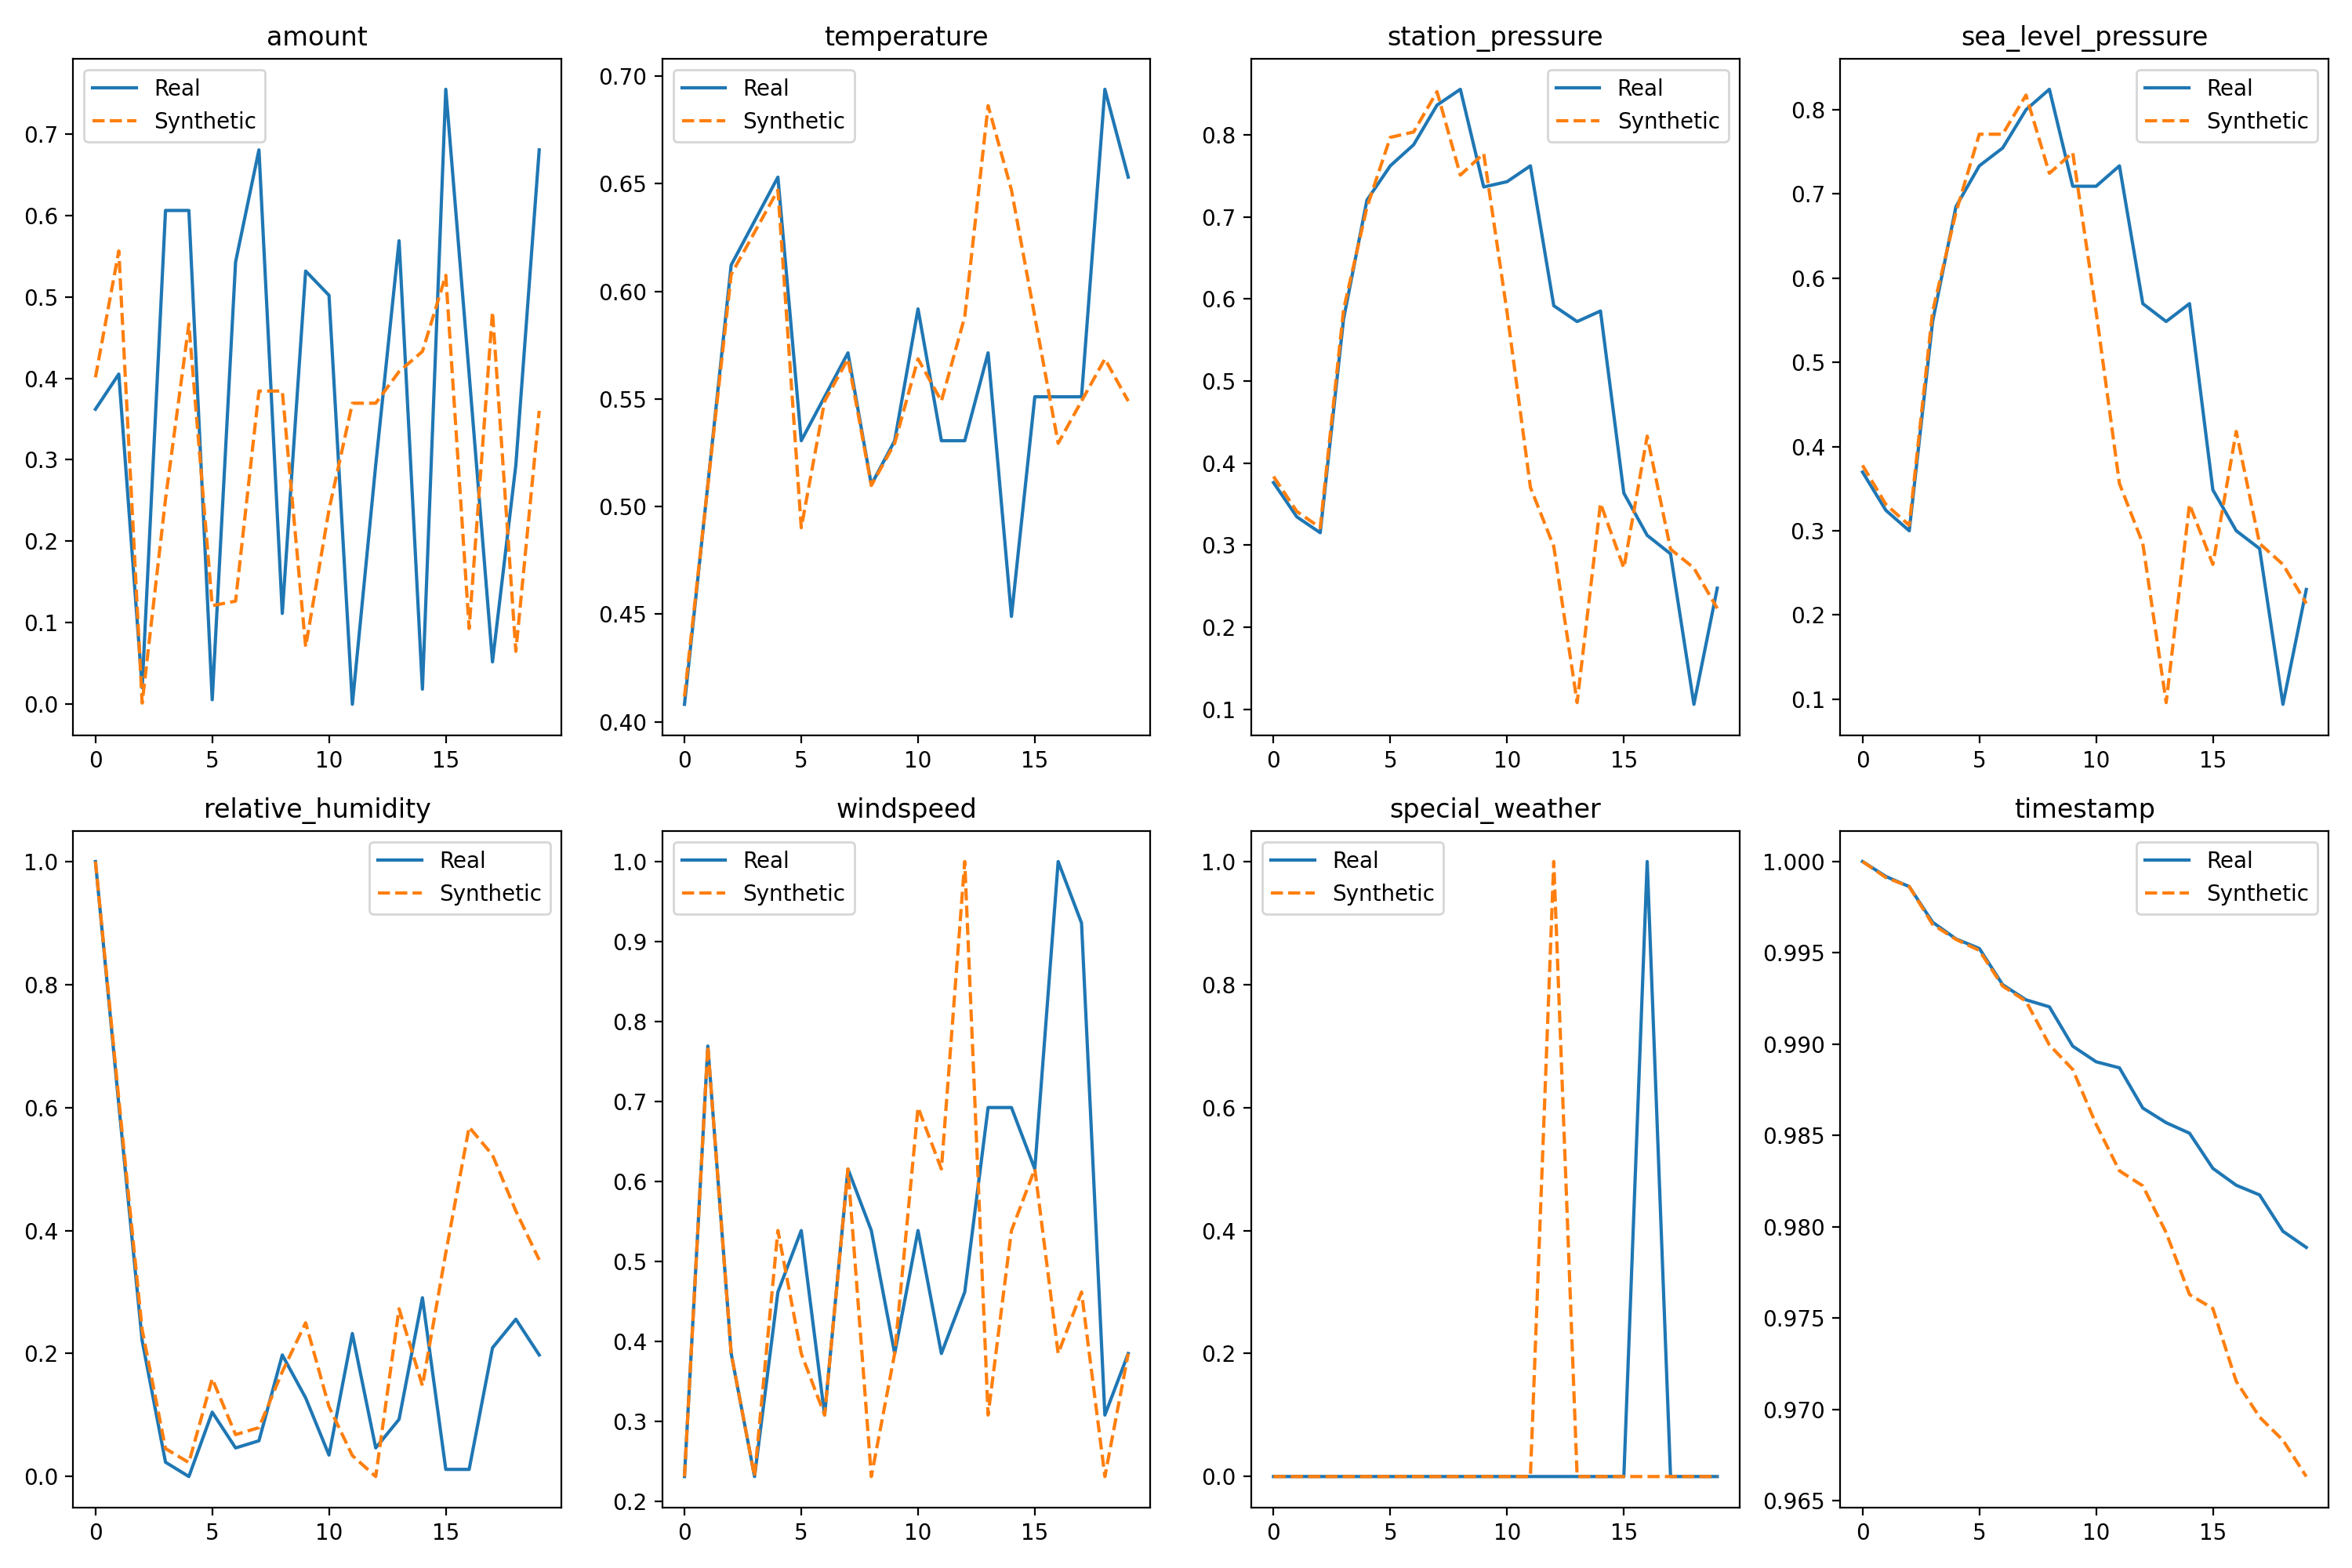 amount
Real
Synthetic
0.7
0.6
0.5
0.4
0.3
0.2
0.1
0.0
0 5 10 15
temperature
Real
Synthetic
0.70
0.65
0.60
0.55
0.50
0.45
0.40
0 5 10 15
station_pressure
Real
Synthetic
0.8
0.7
0.6
0.5
0.4
0.3
0.2
0.1
0 5 10 15
sea_level_pressure
Real
Synthetic
0.8
0.7
0.6
0.5
0.4
0.3
0.2
0.1
0 5 10 15
relative_humidity
Real
Synthetic
1.0
0.8
0.6
0.4
0.2
0.0
0 5 10 15
windspeed
Real
Synthetic
1.0
0.9
0.8
0.7
0.6
0.5
0.4
0.3
0.2
0 5 10 15
special_weather
Real
Synthetic
1.0
0.8
0.6
0.4
0.2
0.0
0 5 10 15
timestamp
Real
Synthetic
1.000
0.995
0.990
0.985
0.980
0.975
0.970
0.965
0 5 10 15